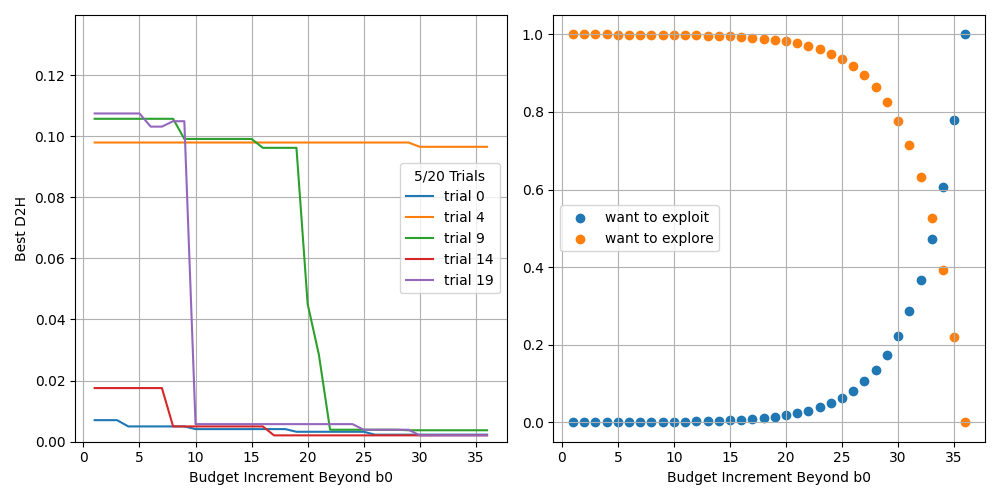 0.12
0.10
0.08
0.06
0.04
0.02
0.00
Best D2H
5/20 Trials
trial 0
trial 4
trial 9
trial 14
trial 19
0 5 10 15 20 25 30 35
Budget Increment Beyond b0
1.0
0.8
0.6
0.4
0.2
0.0
want to exploit
want to explore
0 5 10 15 20 25 30 35
Budget Increment Beyond b0